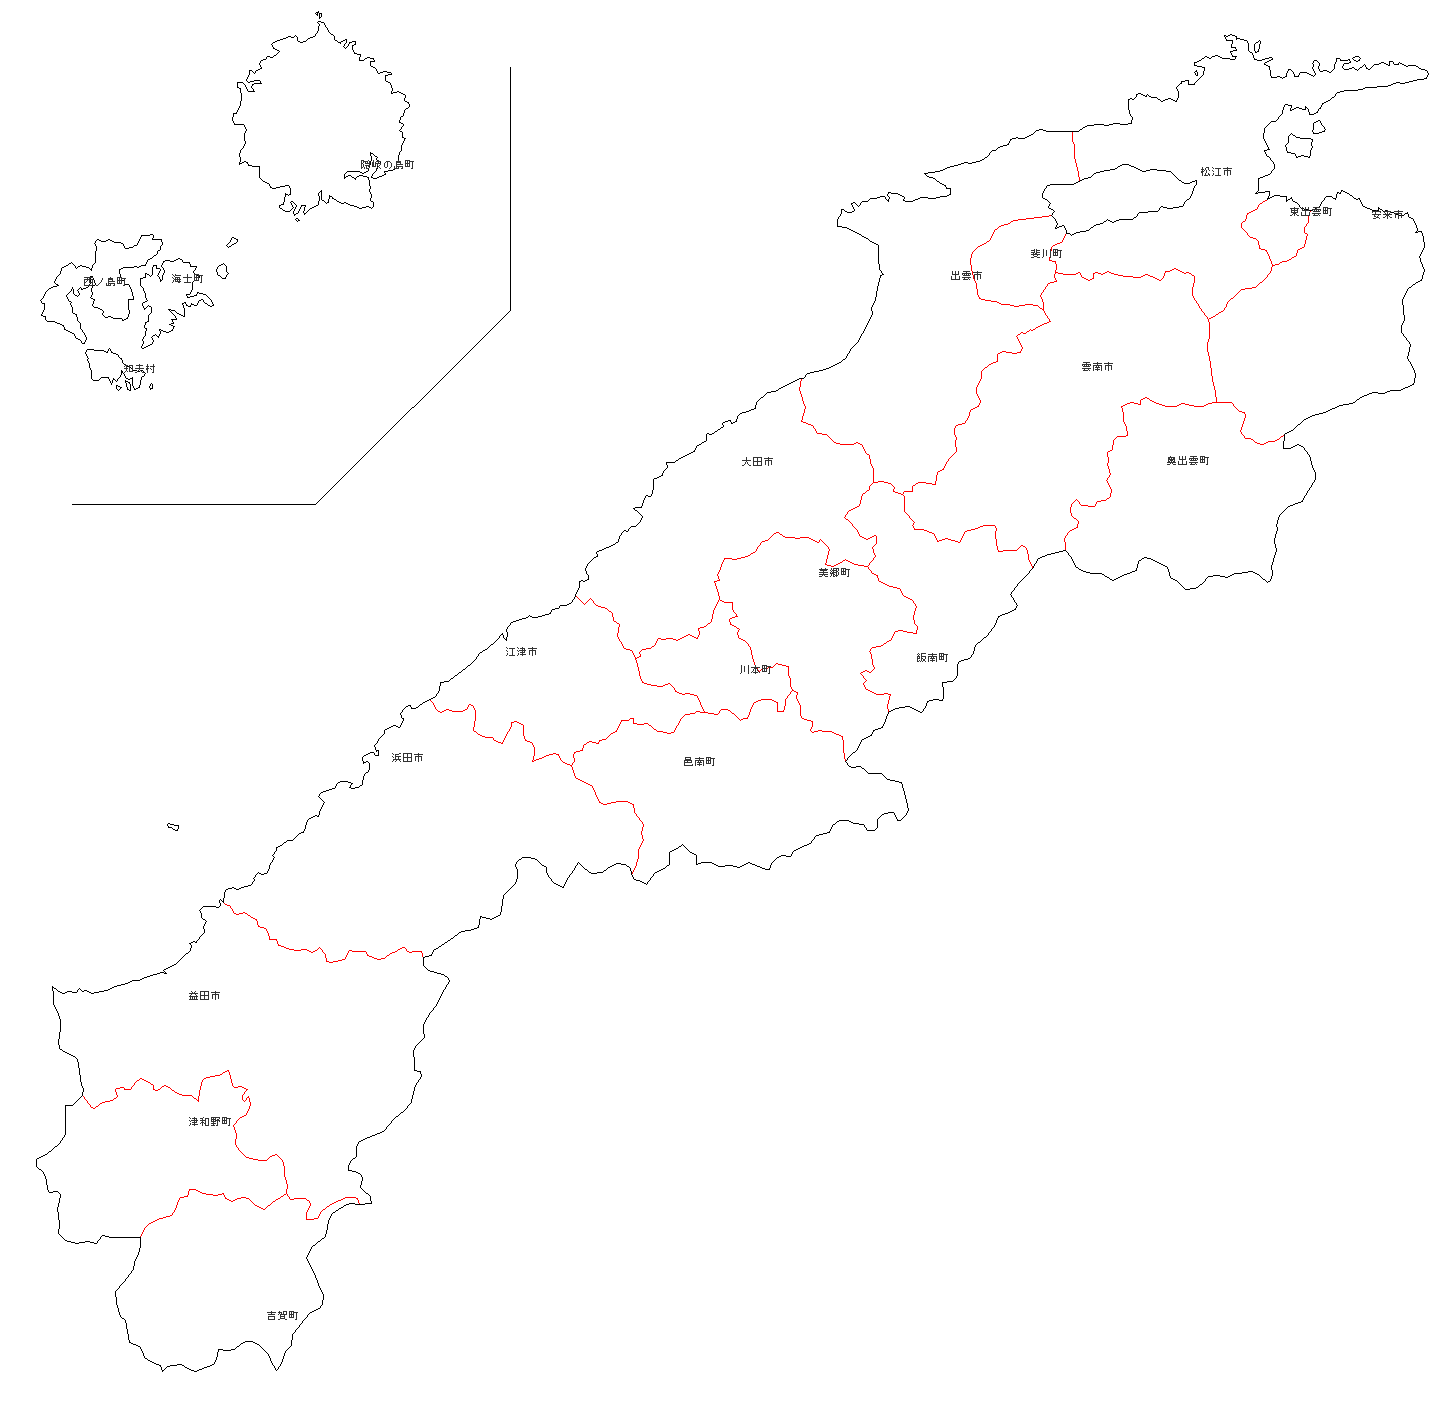 隠岐の島町
松江市
東出雲町
安来市
斐川町
出雲市
西ノ島町
海士町
雲南市
知夫村
大田市
奥出雲町
美郷町
江津市
飯南町
川本町
浜田市
邑南町
益田市
津和野町
吉賀町